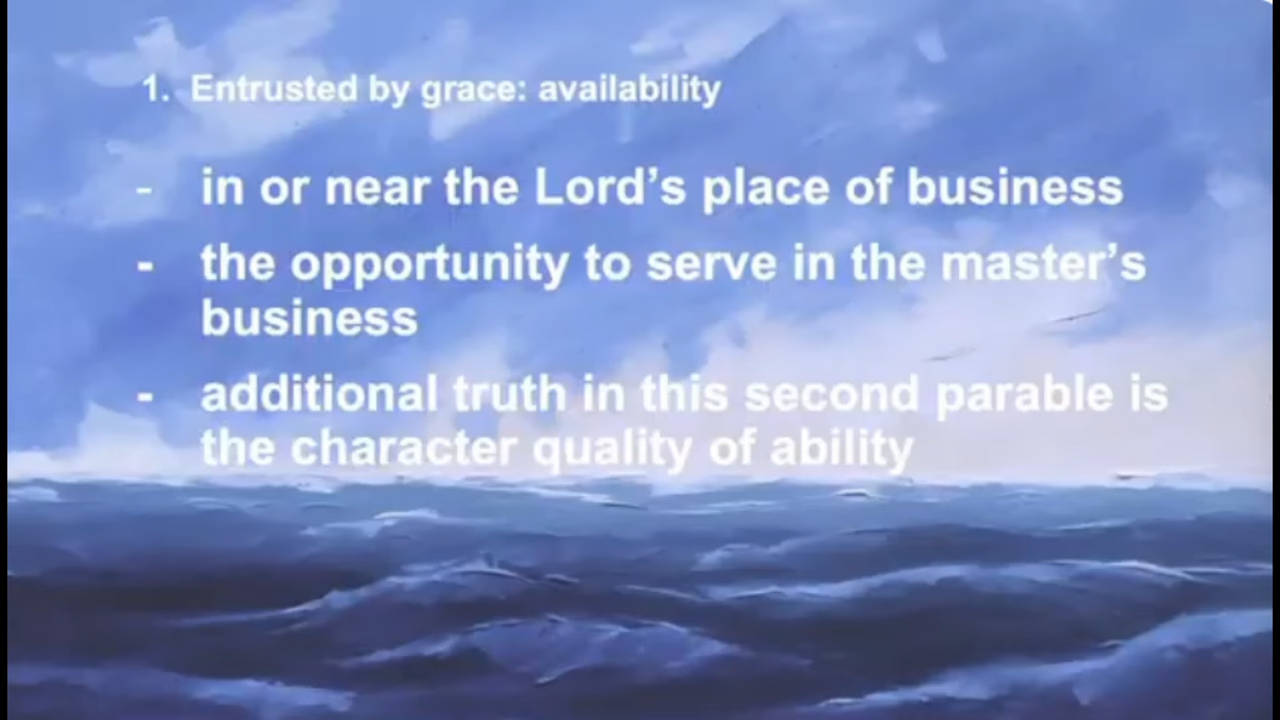 1. Entrusted by grace: availability
- in or near the Lord’s place of business
- the opportunity to serve in the master’s
business
- additional truth in this second parable is
the character quality of ability